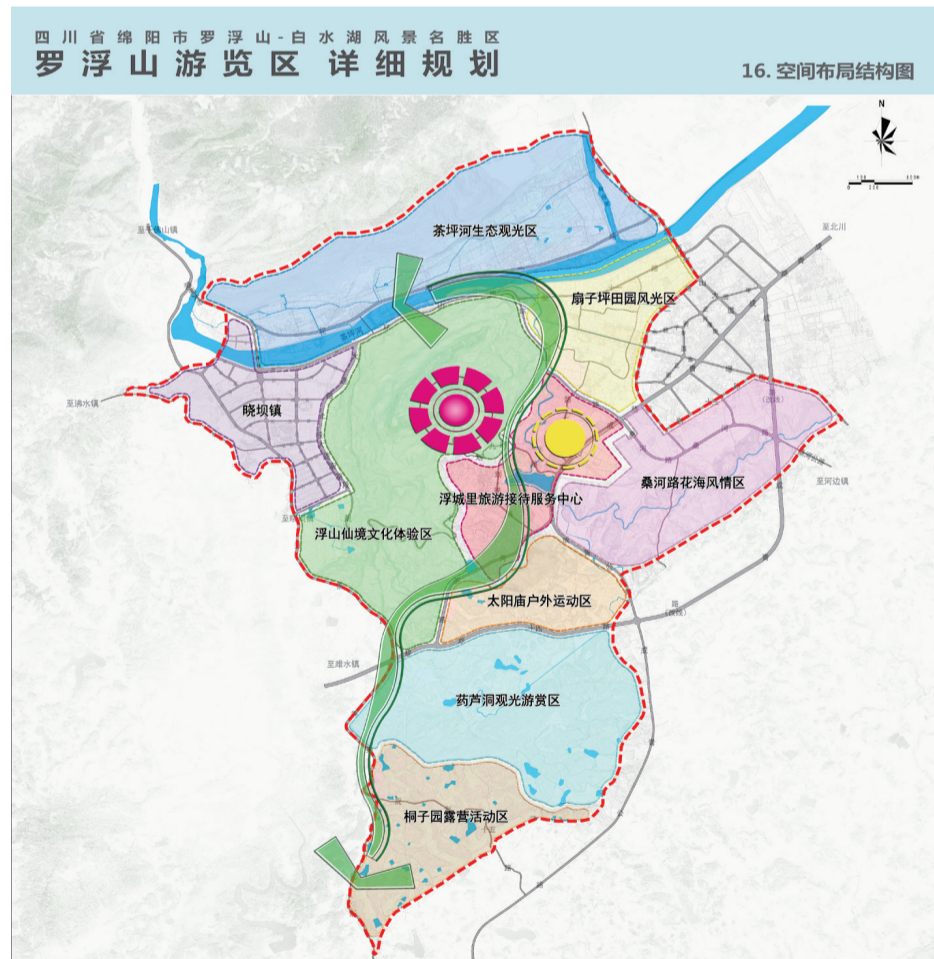 四川省绵阳市罗浮山-白水湖风景名胜区
罗浮山游览区 详细规划
16.空间布局结构图
N
茶坪河生态观光区
至北川
扇子坪田园风光区
茶坪河
至沸水镇
晓坝镇
桑河路花海风情区
至河边镇
浮城里旅游接待服务中心
浮山仙境文化体验区
太阳庙户外运动区
至雎水镇
药芦洞观光游赏区
桐子园露营活动区